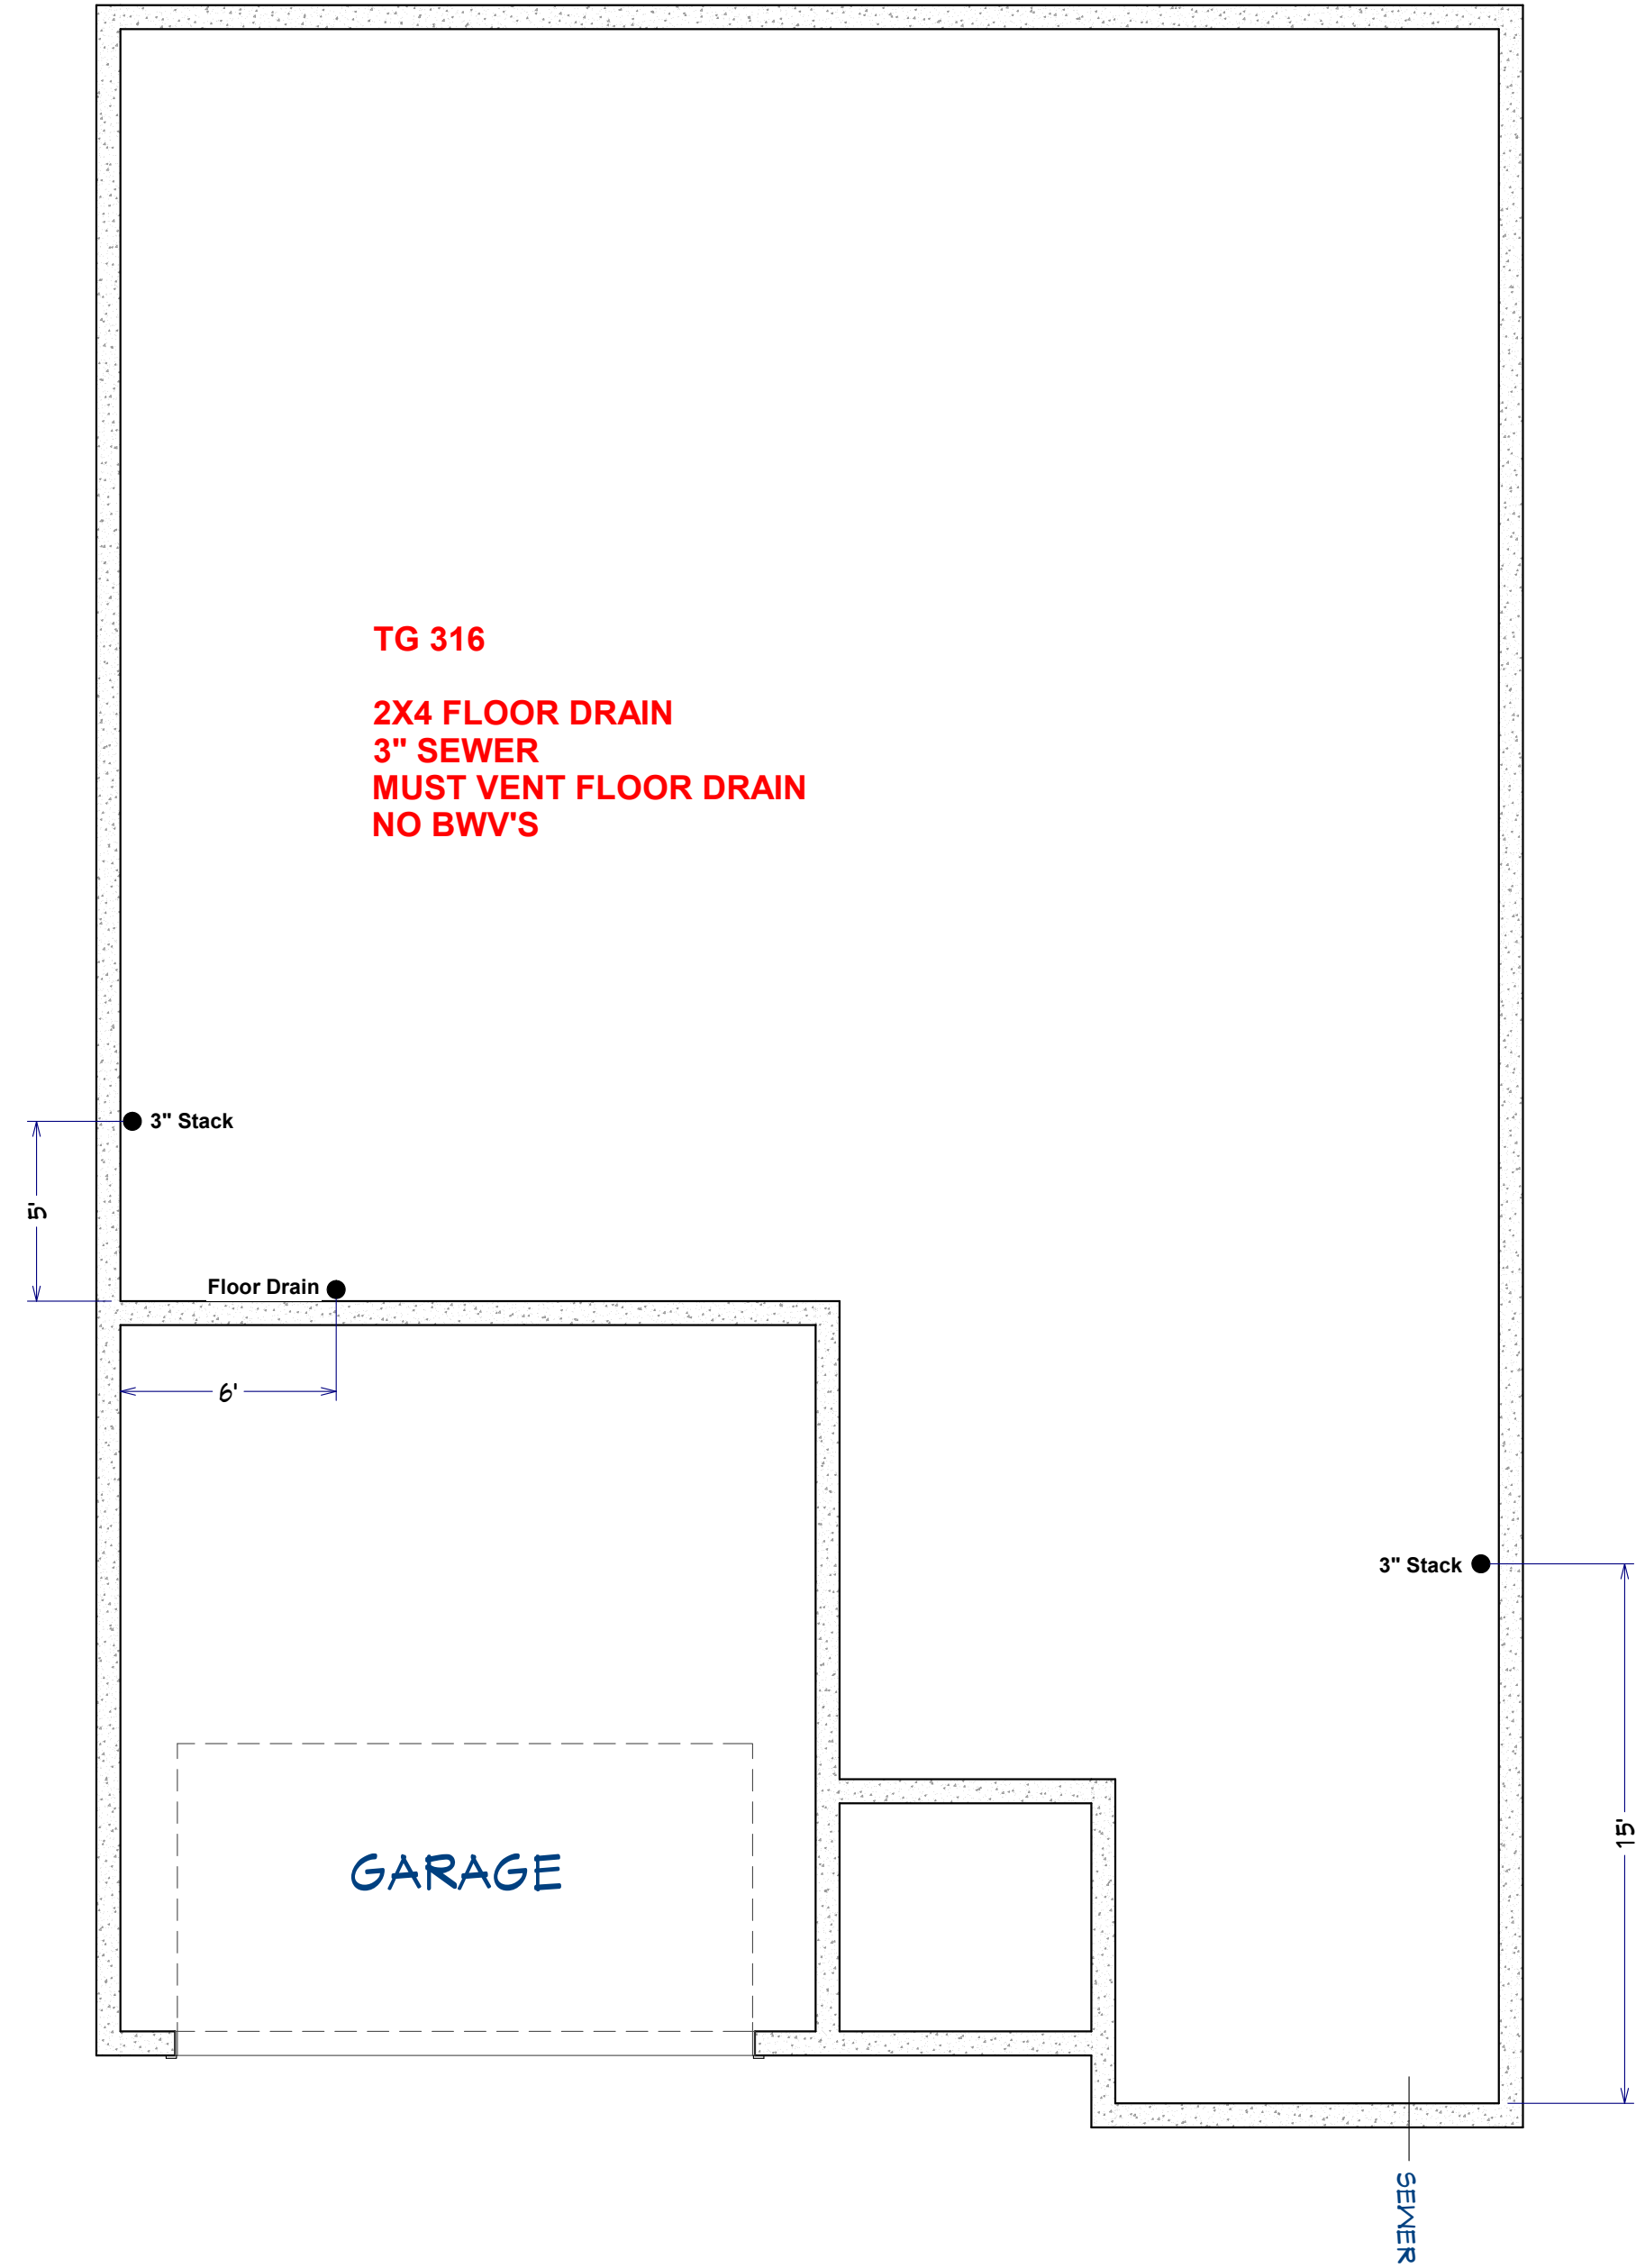 TG 316
2X4 FLOOR DRAIN
3" SEWER
MUST VENT FLOOR DRAIN
NO BWV'S
3" Stack
5'
Floor Drain
6'
3" Stack
15'
GARAGE
SEWER